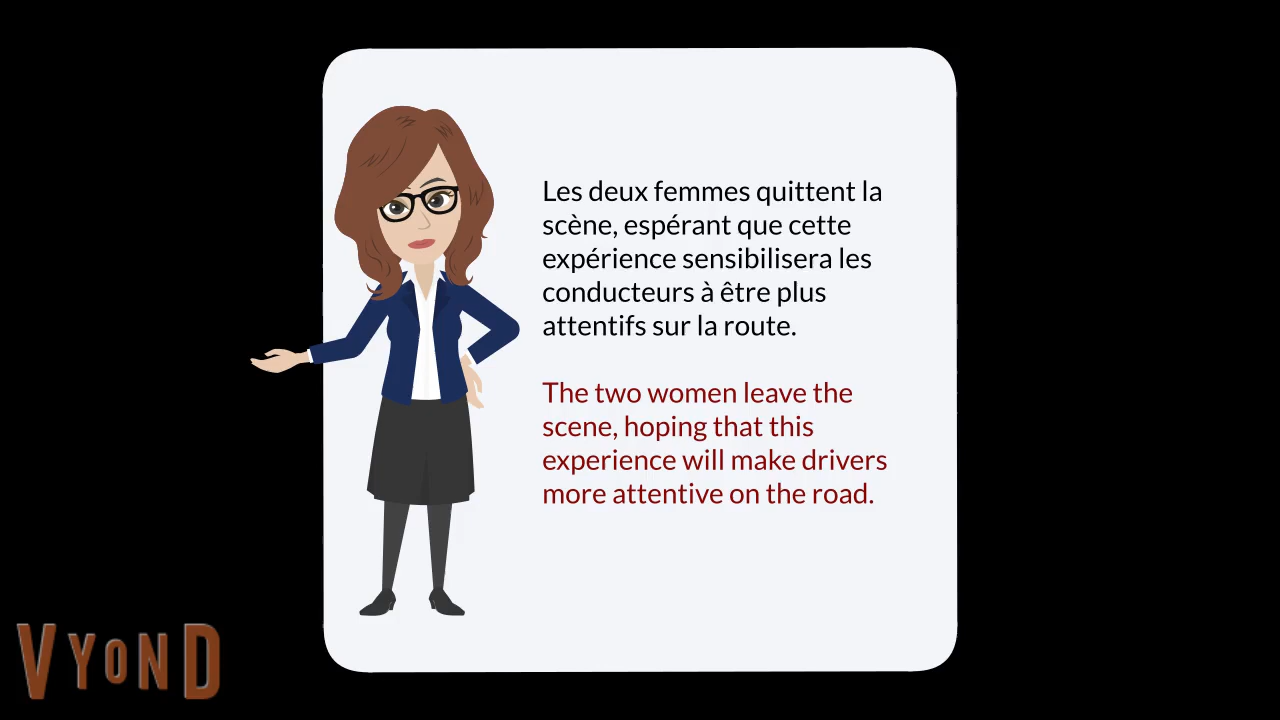 Les deux femmes quittent la
scène, espérant que cette
expérience sensibilisera les
conducteurs à être plus
attentifs sur la route.
The two women leave the
scene, hoping that this
experience will make drivers
more attentive on the road.
VYOND